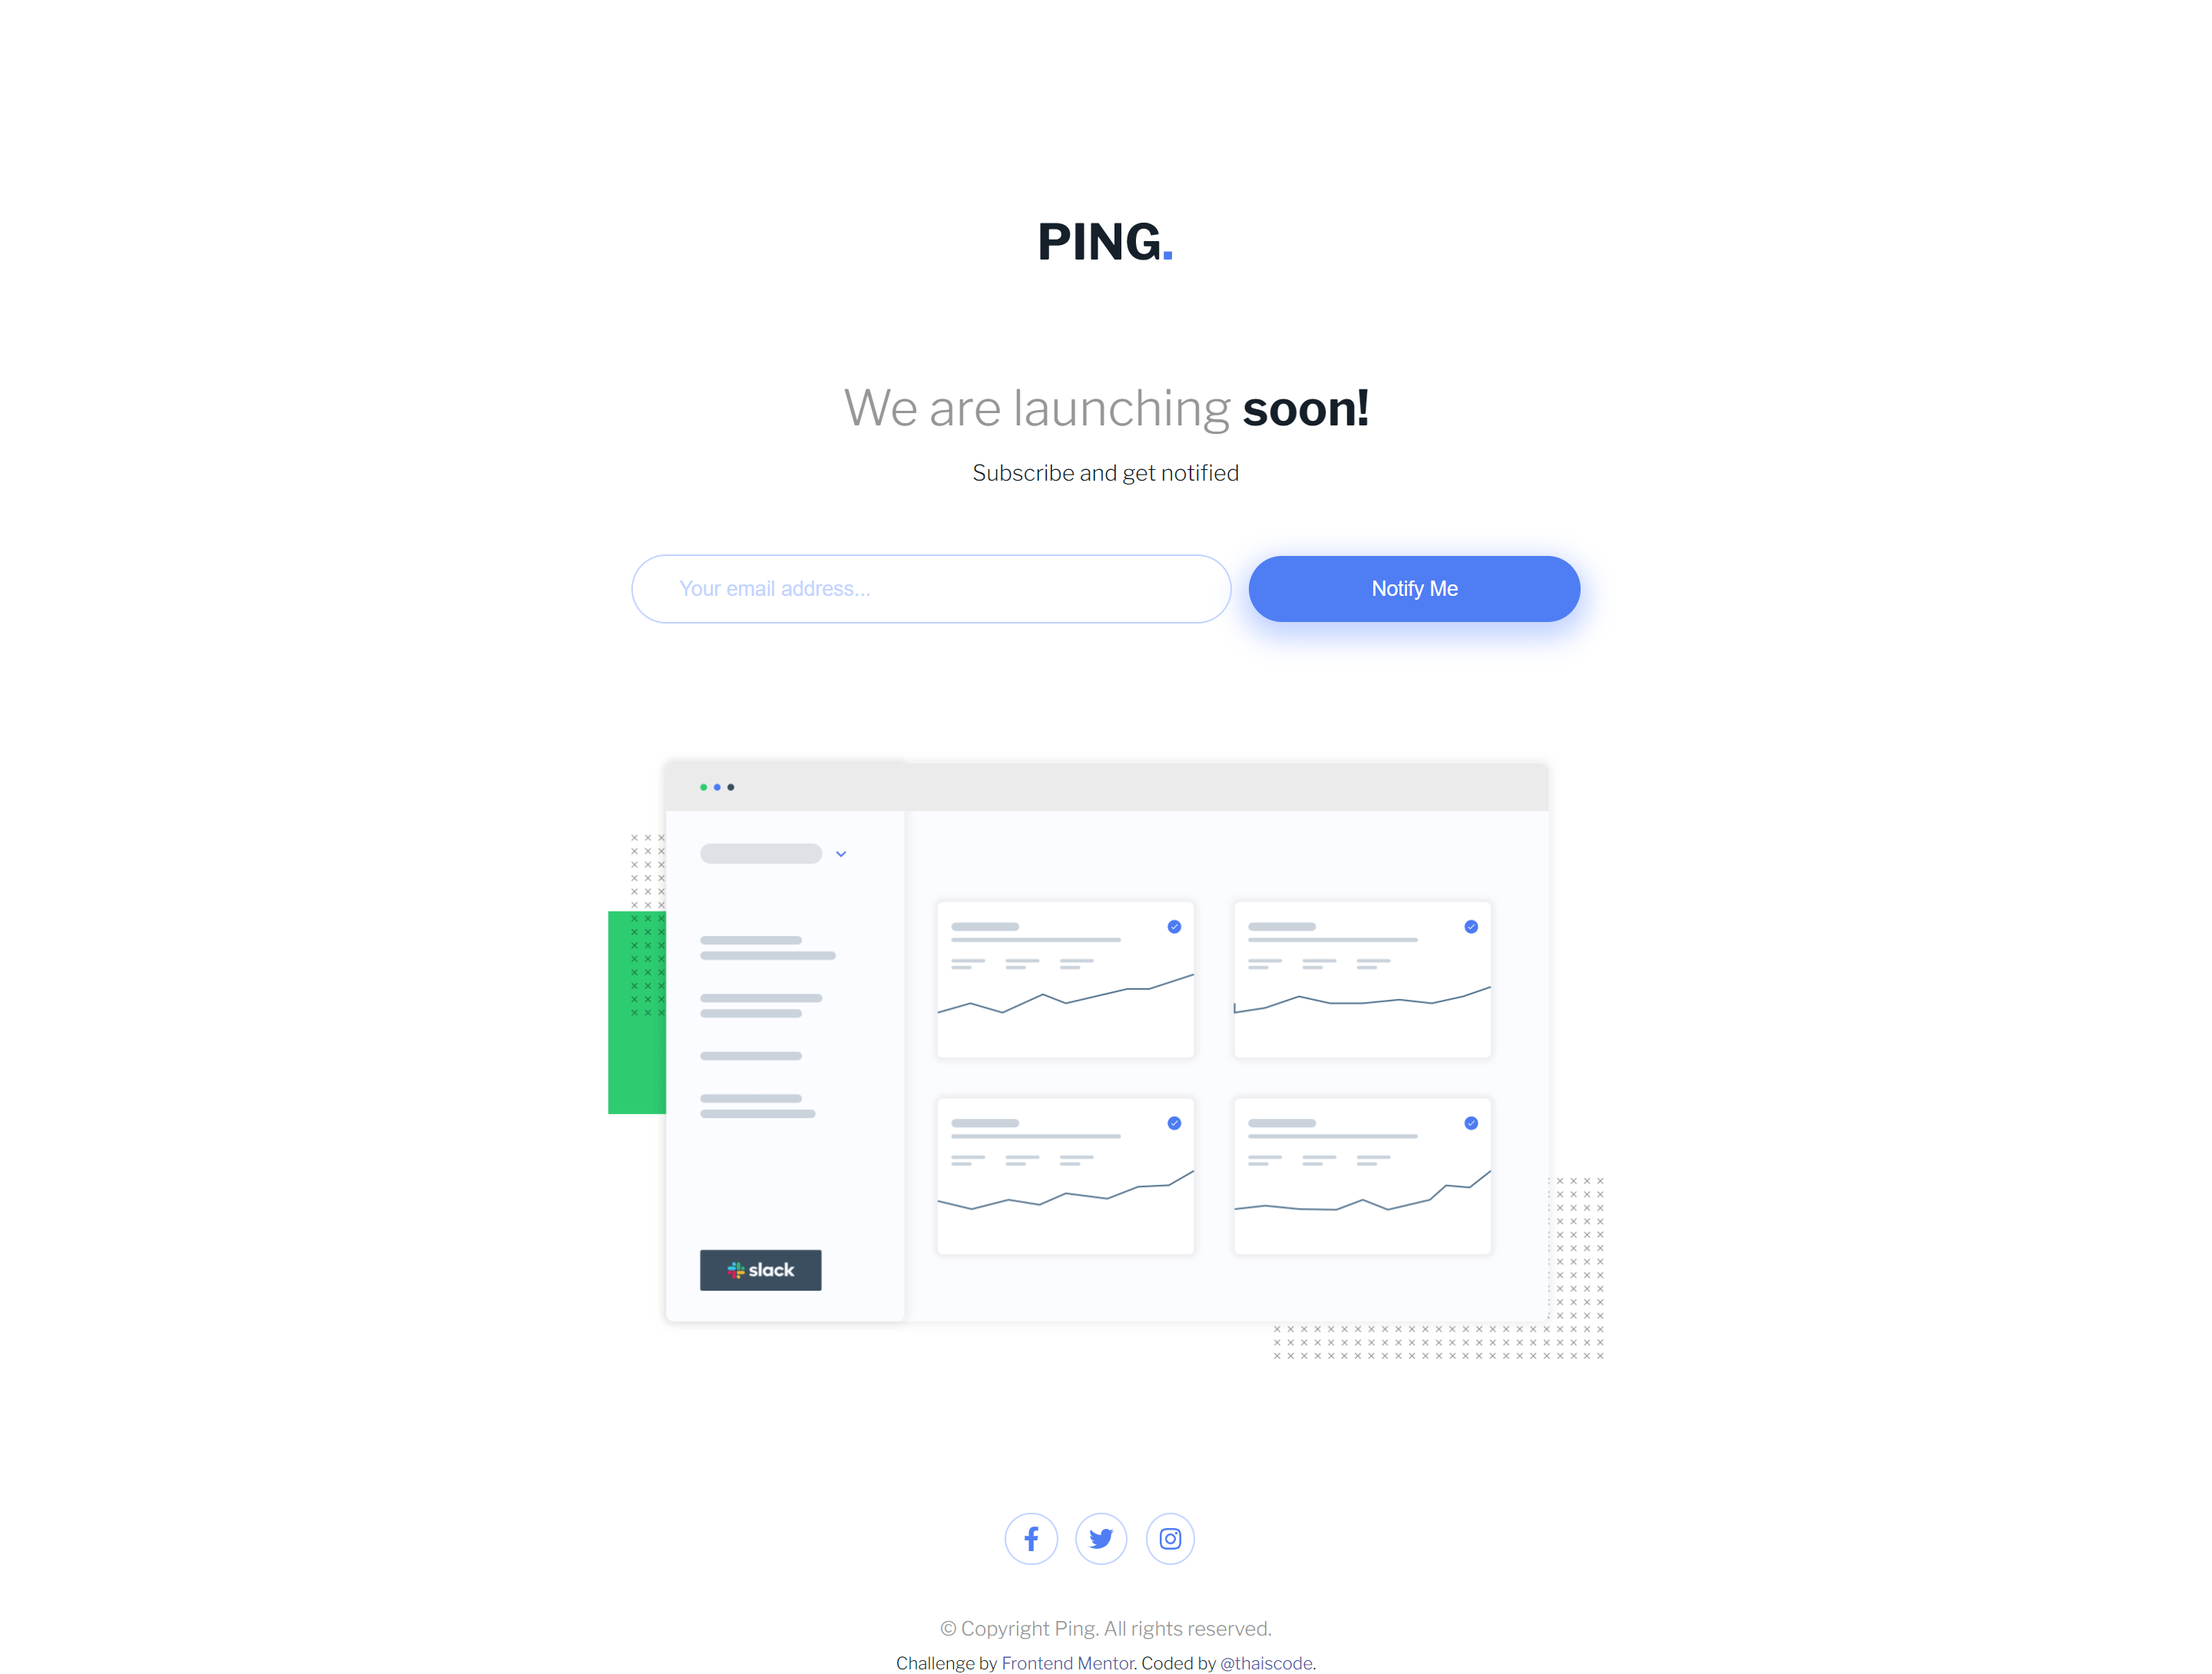 PING.
We are launching soon!
Subscribe and get notified
Your email address...
Notify Me
slack
© Copyright Ping. All rights reserved.
Challenge by Frontend Mentor. Coded by @thaiscode.